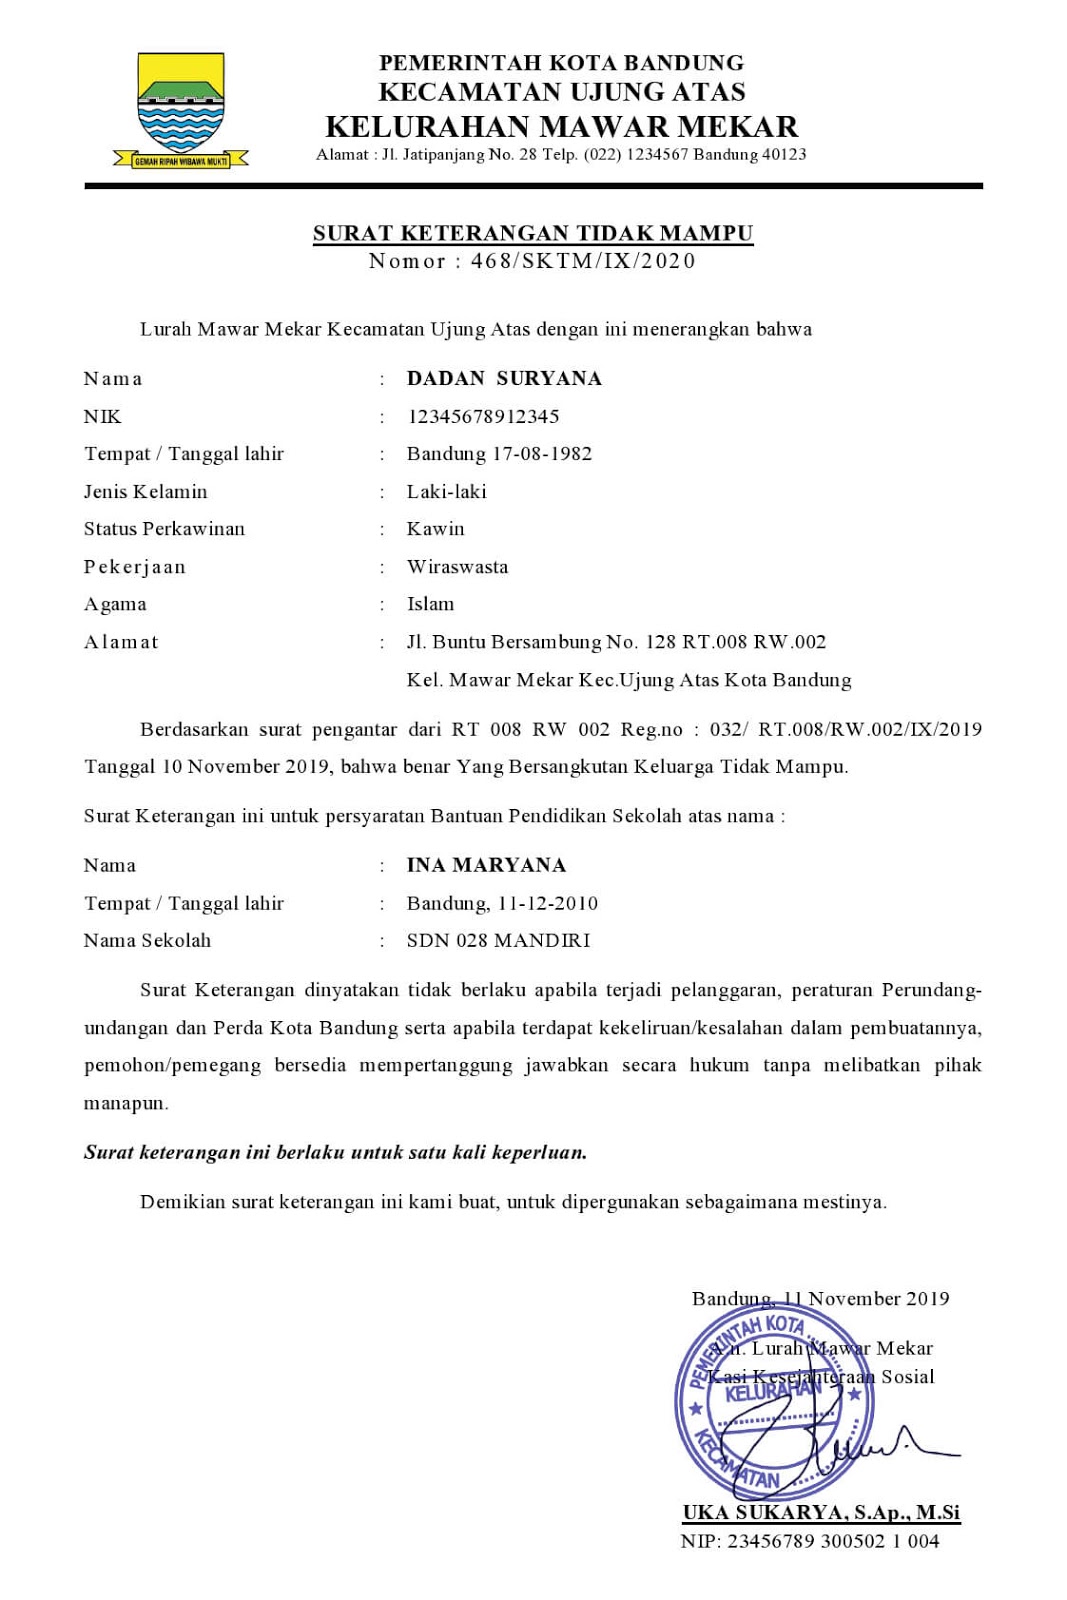 PEMERINTAH KOTA BANDUNG
KECAMATAN UJUNG ATAS
KELURAHAN MAWAR MEKAR
Alamat : Jl. Jatipanjang No. 28 Telp. (022) 1234567 Bandung 40123
GEMAH RIPAH WIBAWA MUKTI
SURAT KETERANGAN TIDAK MAMPU
Nomor : 468/SKTM/IX/2020
Lurah Mawar Mekar Kecamatan Ujung Atas dengan ini menerangkan bahwa
Nama : DADAN SURYANA
NIK : 12345678912345
Tempat / Tanggal lahir : Bandung 17-08-1982
Jenis Kelamin : Laki-laki
Status Perkawinan : Kawin
Pekerjaan : Wiraswasta
Agama : Islam
Alamat : Jl. Buntu Bersambung No. 128 RT.008 RW.002
Kel. Mawar Mekar Kec.Ujung Atas Kota Bandung
Berdasarkan surat pengantar dari RT 008 RW 002 Reg.no : 032/ RT.008/RW.002/IX/2019
Tanggal 10 November 2019, bahwa benar Yang Bersangkutan Keluarga Tidak Mampu.
Surat Keterangan ini untuk persyaratan Bantuan Pendidikan Sekolah atas nama :
Nama : INA MARYANA
Tempat / Tanggal lahir : Bandung, 11-12-2010
Nama Sekolah : SDN 028 MANDIRI
Surat Keterangan dinyatakan tidak berlaku apabila terjadi pelanggaran, peraturan Perundang-
undangan dan Perda Kota Bandung serta apabila terdapat kekeliruan/kesalahan dalam pembuatannya,
pemohon/pemegang bersedia mempertanggung jawabkan secara hukum tanpa melibatkan pihak
manapun.
Surat keterangan ini berlaku untuk satu kali keperluan.
Demikian surat keterangan ini kami buat, untuk dipergunakan sebagaimana mestinya.
Bandung, 11 November 2019
A.n. Lurah Mawar Mekar
Kasi Kesejahteraan Sosial
PEMERINTAH KOTA
KELURAHAN
KECAMATAN
UKA SUKARYA, S.Ap., M.Si
NIP: 23456789 300502 1 004